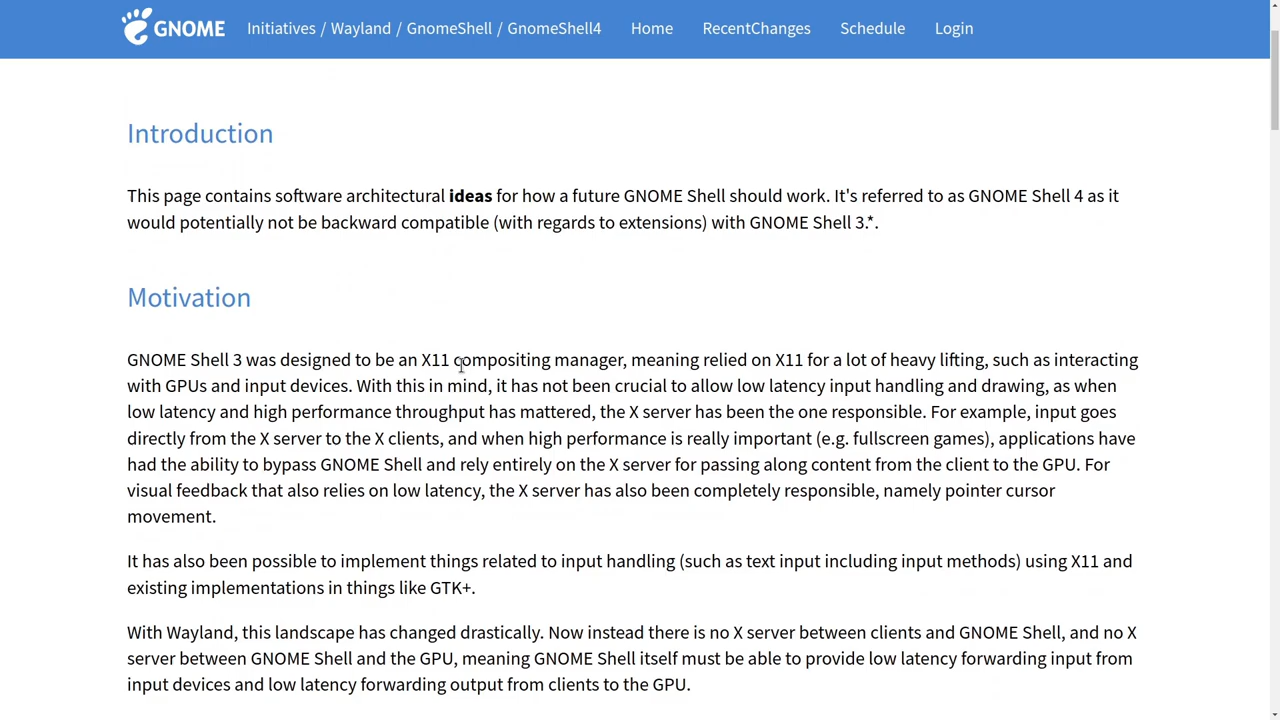 GNOME Initiatives / Wayland / GnomeShell / GnomeShell4 Home RecentChanges Schedule Login
Introduction
This page contains software architectural ideas for how a future GNOME Shell should work. It's referred to as GNOME Shell 4 as it
would potentially not be backward compatible (with regards to extensions) with GNOME Shell 3.*.
Motivation
GNOME Shell 3 was designed to be an X11 compositing manager, meaning relied on X11 for a lot of heavy lifting, such as interacting
with GPUs and input devices. With this in mind, it has not been crucial to allow low latency input handling and drawing, as when
low latency and high performance throughput has mattered, the X server has been the one responsible. For example, input goes
directly from the X server to the X clients, and when high performance is really important (e.g. fullscreen games), applications have
had the ability to bypass GNOME Shell and rely entirely on the X server for passing along content from the client to the GPU. For
visual feedback that also relies on low latency, the X server has also been completely responsible, namely pointer cursor
movement.
It has also been possible to implement things related to input handling (such as text input including input methods) using X11 and
existing implementations in things like GTK+.
With Wayland, this landscape has changed drastically. Now instead there is no X server between clients and GNOME Shell, and no X
server between GNOME Shell and the GPU, meaning GNOME Shell itself must be able to provide low latency forwarding input from
input devices and low latency forwarding output from clients to the GPU.